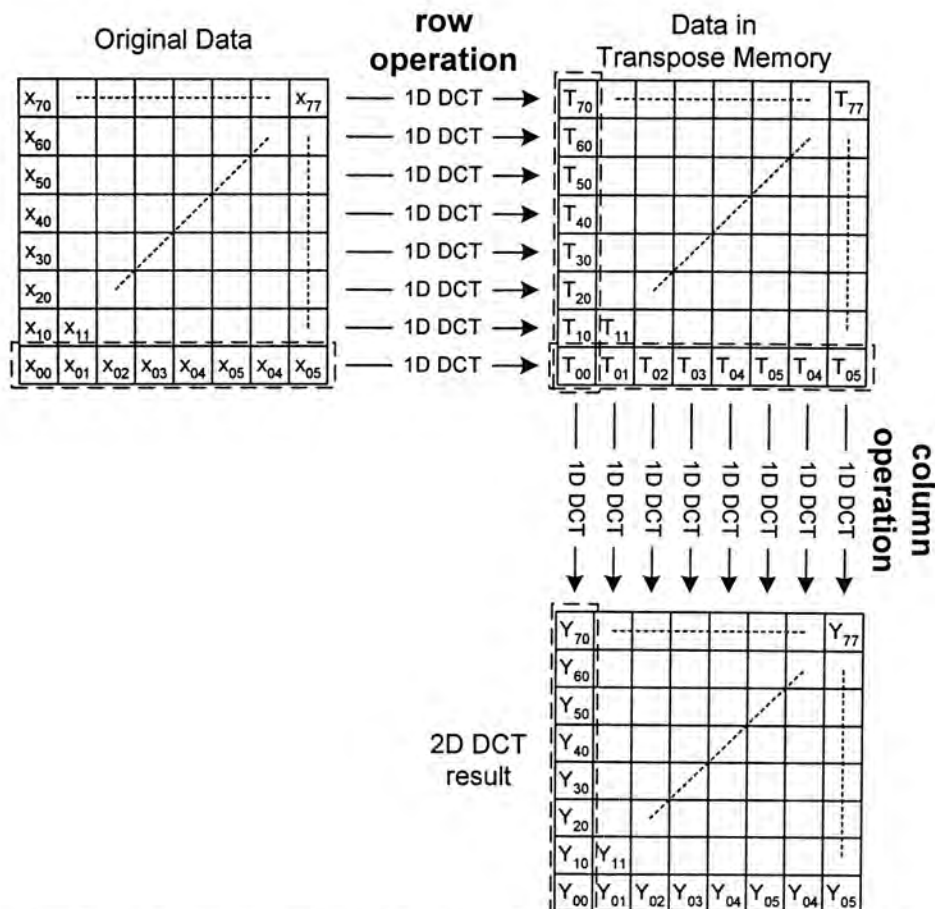 Original Data
row
operation
Data in
Transpose Memory
X70 X77
X60
X50
X40
X30
X20
X10 X11
X00 X01 X02 X03 X04 X05 X04 X05
1D DCT
1D DCT
1D DCT
1D DCT
1D DCT
1D DCT
1D DCT
1D DCT
T70 T77
T60
T50
T40
T30
T20
T10 T11
T00 T01 T02 T03 T04 T05 T04 T05
1D DCT
1D DCT
1D DCT
1D DCT
1D DCT
1D DCT
1D DCT
1D DCT
column
operation
2D DCT
result
Y70 Y77
Y60
Y50
Y40
Y30
Y20
Y10 Y11
Y00 Y01 Y02 Y03 Y04 Y05 Y04 Y05